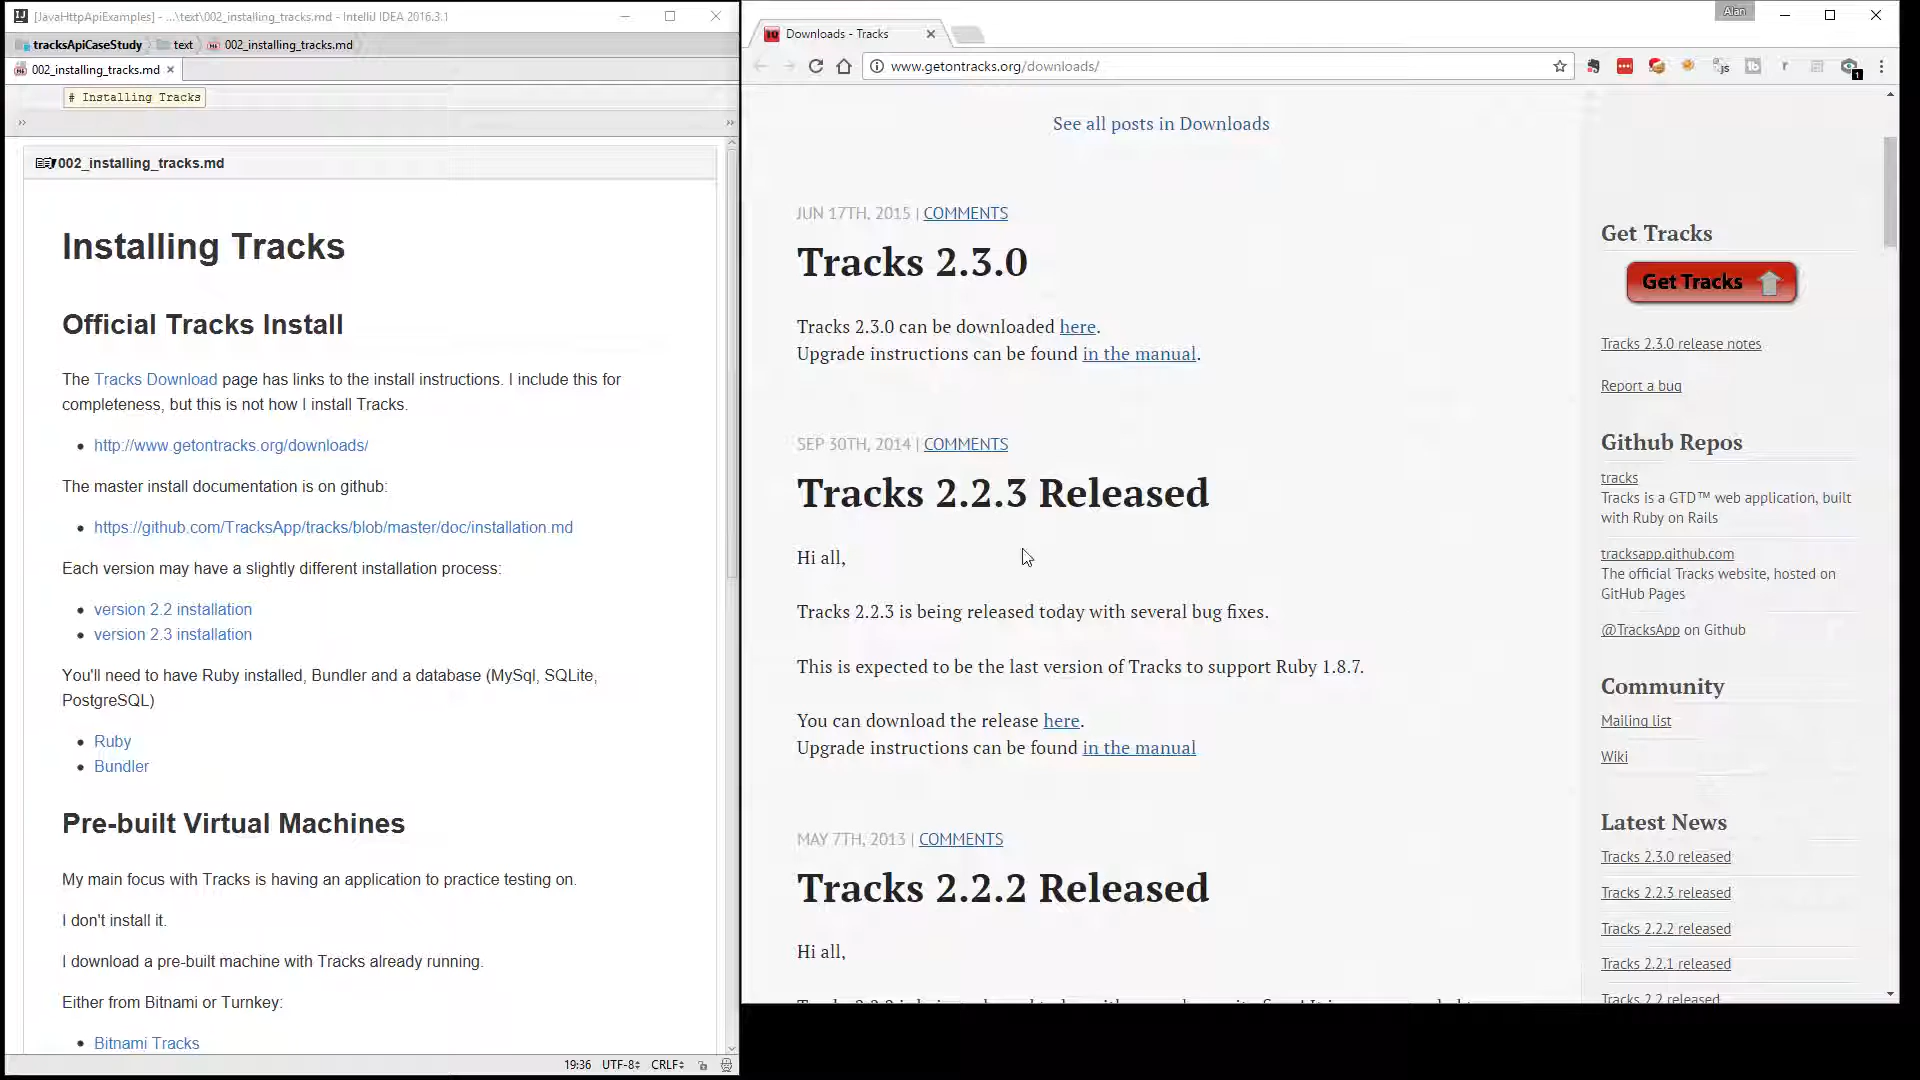 [JavaHttpApiExamples] - ...\text\002_installing_tracks.md - IntelliJ IDEA 2016.3.1
tracksApiCaseStudy
text
002_installing_tracks.md
002_installing_tracks.md
# Installing Tracks
002_installing_tracks.md
Installing Tracks
Official Tracks Install
The Tracks Download page has links to the install instructions. I include this for
completeness, but this is not how I install Tracks.
http://www.getontracks.org/downloads/
The master install documentation is on github:
https://github.com/TracksApp/tracks/blob/master/doc/installation.md
Each version may have a slightly different installation process:
version 2.2 installation
version 2.3 installation
You'll need to have Ruby installed, Bundler and a database (MySql, SQLite,
PostgreSQL)
Ruby
Bundler
Pre-built Virtual Machines
My main focus with Tracks is having an application to practice testing on.
I don't install it.
I download a pre-built machine with Tracks already running.
Either from Bitnami or Turnkey:
Bitnami Tracks
19:36 UTF-8 CRLF
Alan
Downloads - Tracks
www.getontracks.org/downloads/
See all posts in Downloads
JUN 17TH, 2015 | COMMENTS
Tracks 2.3.0
Tracks 2.3.0 can be downloaded here.
Upgrade instructions can be found in the manual.
SEP 30TH, 2014 | COMMENTS
Tracks 2.2.3 Released
Hi all,
Tracks 2.2.3 is being released today with several bug fixes.
This is expected to be the last version of Tracks to support Ruby 1.8.7.
You can download the release here.
Upgrade instructions can be found in the manual
MAY 7TH, 2013 | COMMENTS
Tracks 2.2.2 Released
Hi all,
Get Tracks
Get Tracks
Tracks 2.3.0 release notes
Report a bug
Github Repos
tracks
Tracks is a GTD™ web application, built
with Ruby on Rails
tracksapp.github.com
The official Tracks website, hosted on
GitHub Pages
@TracksApp on Github
Community
Mailing list
Wiki
Latest News
Tracks 2.3.0 released
Tracks 2.2.3 released
Tracks 2.2.2 released
Tracks 2.2.1 released
Tracks 2.2 released